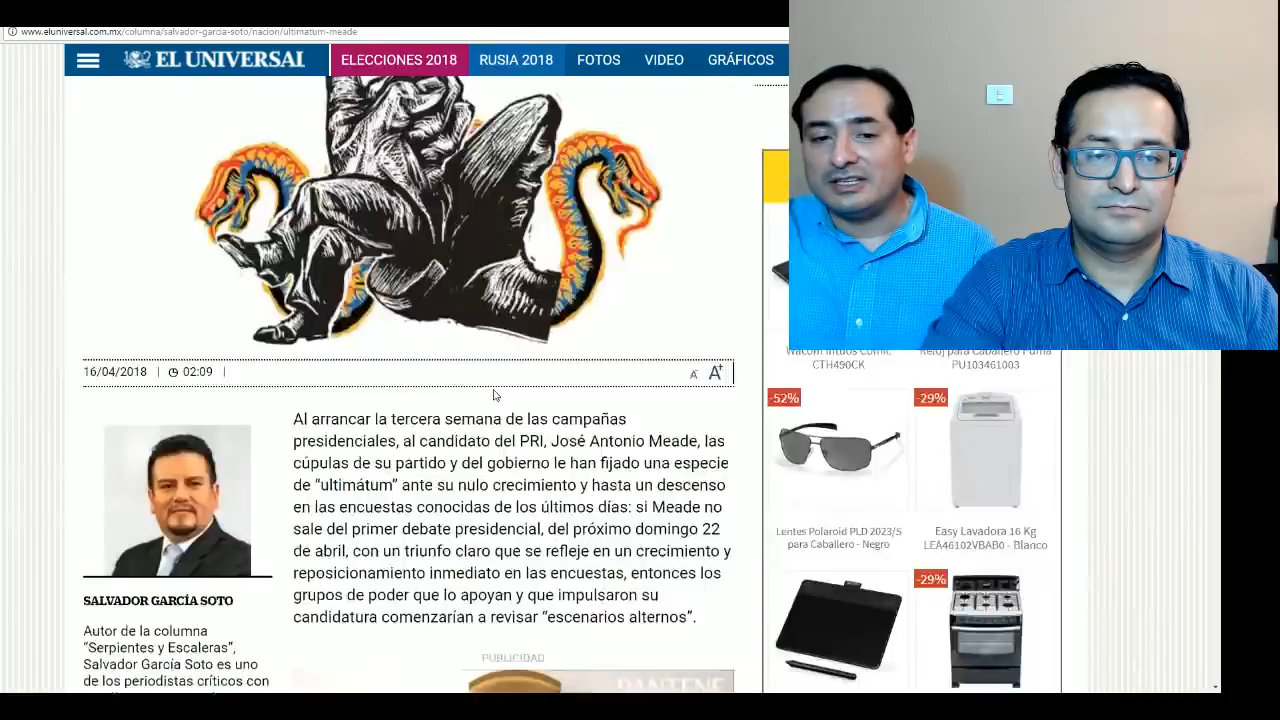 www.eluniversal.com.mx/columna/salvador-garcia-soto/nacion/ultimatum-meade
EL UNIVERSAL
ELECCIONES 2018
RUSIA 2018
FOTOS
VIDEO
GRÁFICOS
16/04/2018 | 02:09 |
A- A+
Al arrancar la tercera semana de las campañas
presidenciales, al candidato del PRI, José Antonio Meade, las
cúpulas de su partido y del gobierno le han fijado una especie
de “ultimátum” ante su nulo crecimiento y hasta un descenso
en las encuestas conocidas de los últimos días: si Meade no
sale del primer debate presidencial, del próximo domingo 22
de abril, con un triunfo claro que se refleje en un crecimiento y
reposicionamiento inmediato en las encuestas, entonces los
grupos de poder que lo apoyan y que impulsaron su
candidatura comenzarían a revisar “escenarios alternos”.
SALVADOR GARCÍA SOTO
Autor de la columna
“Serpientes y Escaleras”,
Salvador García Soto es uno
de los periodistas críticos con
PUBLICIDAD
PANTENE
Wacom Intuos Comic
CTH490CK
Reloj para Caballero Puma
PU103461003
-52%
-29%
Lentes Polaroid PLD 2023/S
para Caballero - Negro
Easy Lavadora 16 Kg
LEA46102VBAB0 - Blanco
-29%